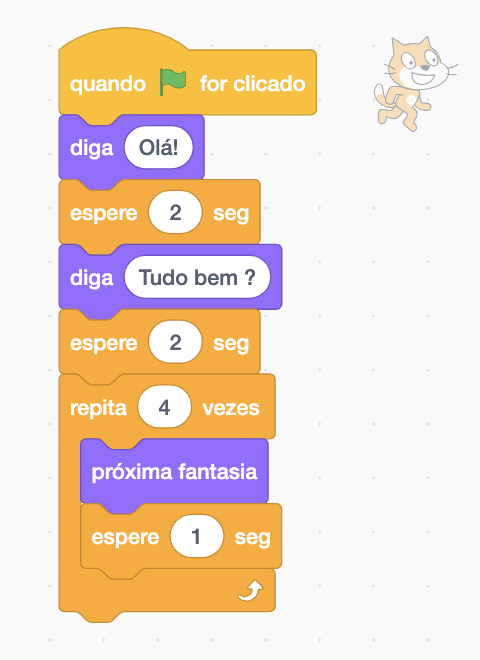 quando for clicado
diga Olá!
espere 2 seg
diga Tudo bem ?
espere 2 seg
repita 4 vezes
próxima fantasia
espere 1 seg